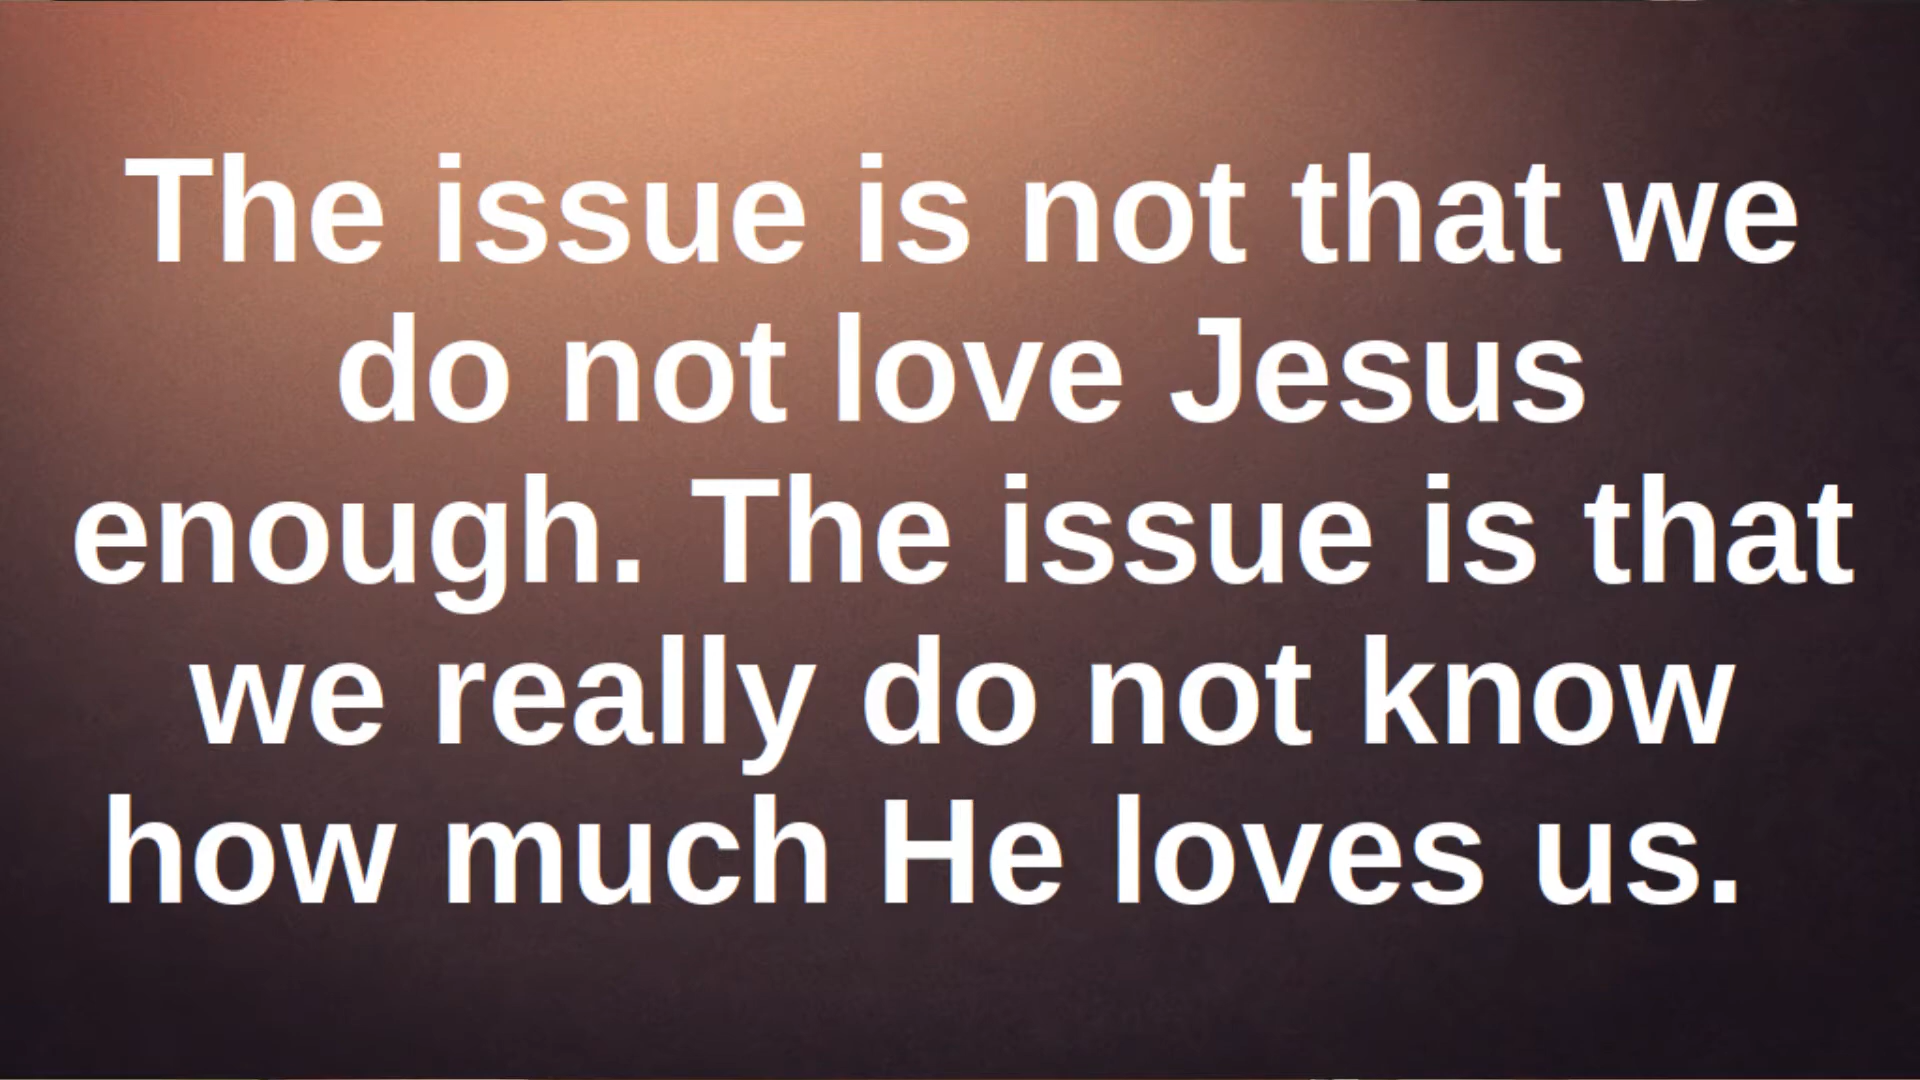 The issue is not that we
do not love Jesus
enough. The issue is that
we really do not know
how much He loves us.